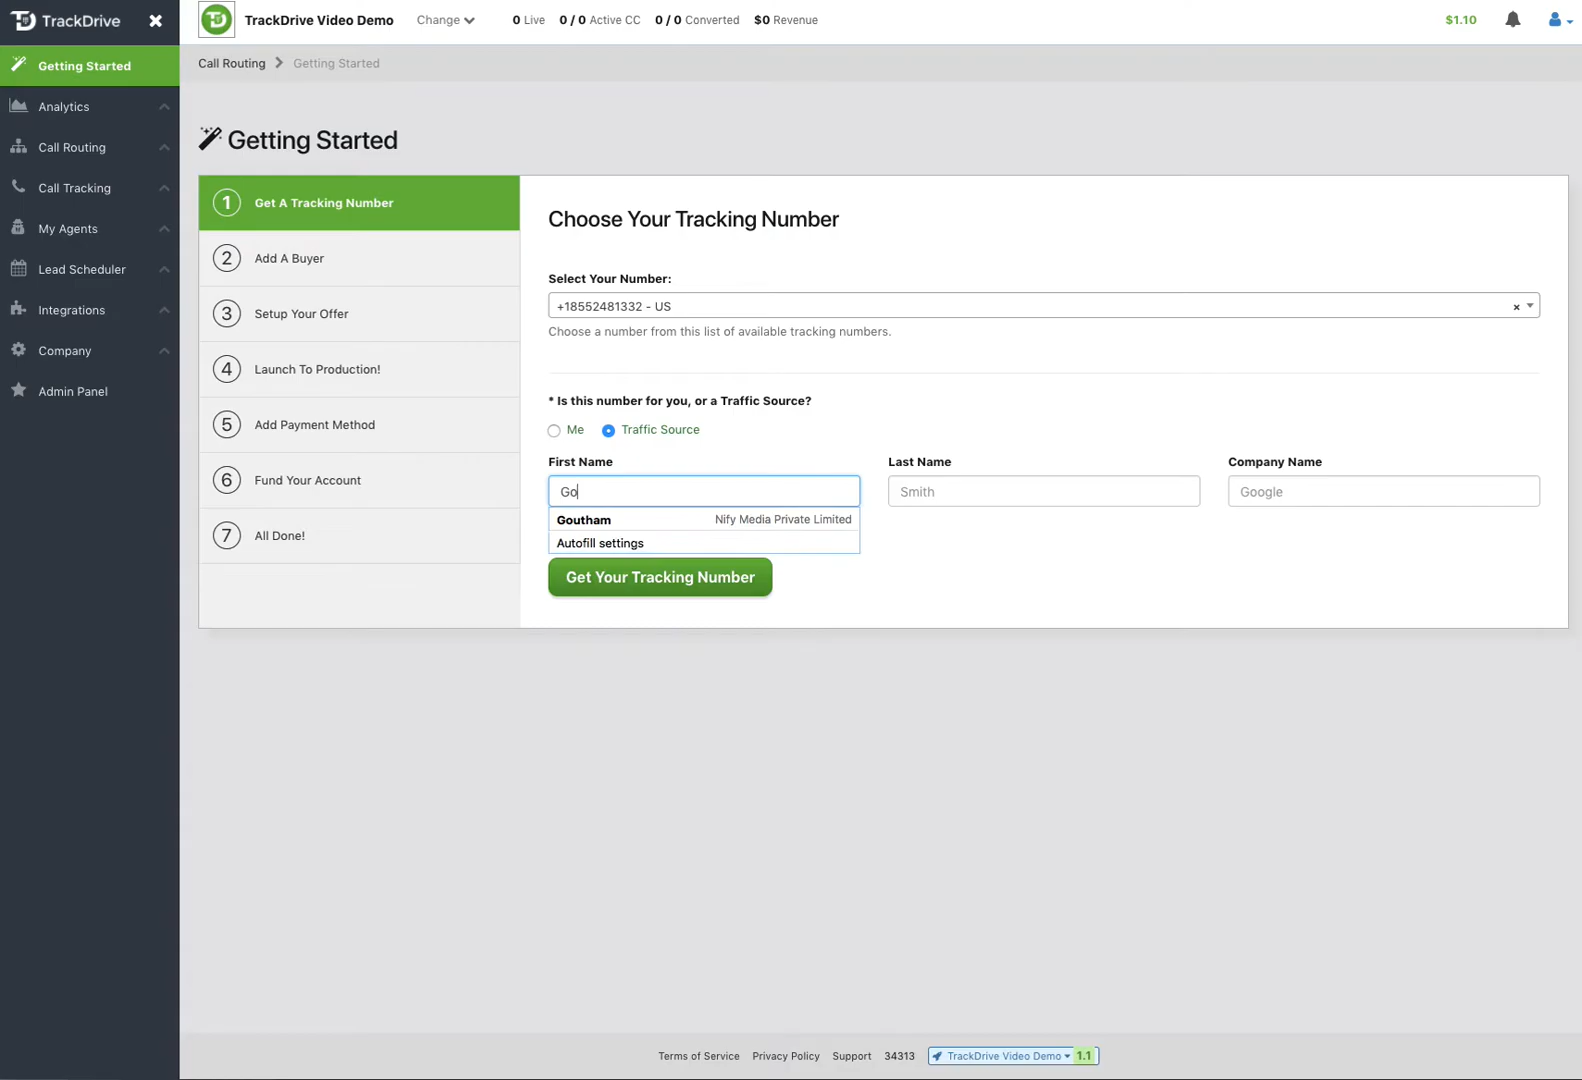 TrackDrive
TrackDrive Video Demo Change 0 Live 0 / 0 Active CC 0 / 0 Converted $0 Revenue $1.10
Getting Started
Analytics
Call Routing
Call Tracking
My Agents
Lead Scheduler
Integrations
Company
Admin Panel
Call Routing Getting Started
Getting Started
1 Get A Tracking Number
2 Add A Buyer
3 Setup Your Offer
4 Launch To Production!
5 Add Payment Method
6 Fund Your Account
7 All Done!
Choose Your Tracking Number
Select Your Number:
+18552481332 - US ×
Choose a number from this list of available tracking numbers.
* Is this number for you, or a Traffic Source?
Me Traffic Source
First Name Last Name Company Name
Go Smith Google
Goutham Nify Media Private Limited
Autofill settings
Get Your Tracking Number
Terms of Service Privacy Policy Support 34313 TrackDrive Video Demo 1.1